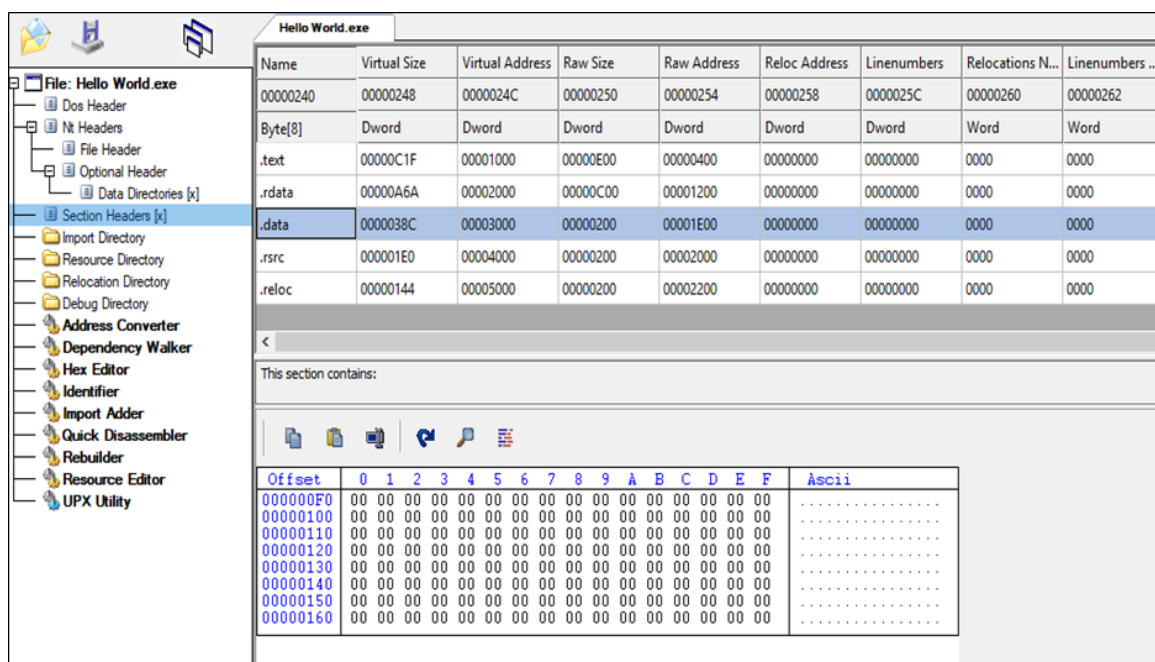 Hello World.exe
File: Hello World.exe
Dos Header
Nt Headers
File Header
Optional Header
Data Directories [x]
Section Headers [x]
Import Directory
Resource Directory
Relocation Directory
Debug Directory
Address Converter
Dependency Walker
Hex Editor
Identifier
Import Adder
Quick Disassembler
Rebuilder
Resource Editor
UPX Utility
Name Virtual Size Virtual Address Raw Size Raw Address Reloc Address Linenumbers Relocations N... Linenumbers ...
00000240 00000248 0000024C 00000250 00000254 00000258 0000025C 00000260 00000262
Byte[8] Dword Dword Dword Dword Dword Dword Word Word
.text 00000C1F 00001000 00000E00 00000400 00000000 00000000 0000 0000
.rdata 00000A6A 00002000 00000C00 00001200 00000000 00000000 0000 0000
.data 0000038C 00003000 00000200 00001E00 00000000 00000000 0000 0000
.rsrc 000001E0 00004000 00000200 00002000 00000000 00000000 0000 0000
.reloc 00000144 00005000 00000200 00002200 00000000 00000000 0000 0000
<
This section contains:
Offset 0 1 2 3 4 5 6 7 8 9 A B C D E F Ascii
000000F0 00 00 00 00 00 00 00 00 00 00 00 00 00 00 00 00 ................
00000100 00 00 00 00 00 00 00 00 00 00 00 00 00 00 00 00 ................
00000110 00 00 00 00 00 00 00 00 00 00 00 00 00 00 00 00 ................
00000120 00 00 00 00 00 00 00 00 00 00 00 00 00 00 00 00 ................
00000130 00 00 00 00 00 00 00 00 00 00 00 00 00 00 00 00 ................
00000140 00 00 00 00 00 00 00 00 00 00 00 00 00 00 00 00 ................
00000150 00 00 00 00 00 00 00 00 00 00 00 00 00 00 00 00 ................
00000160 00 00 00 00 00 00 00 00 00 00 00 00 00 00 00 00 ................